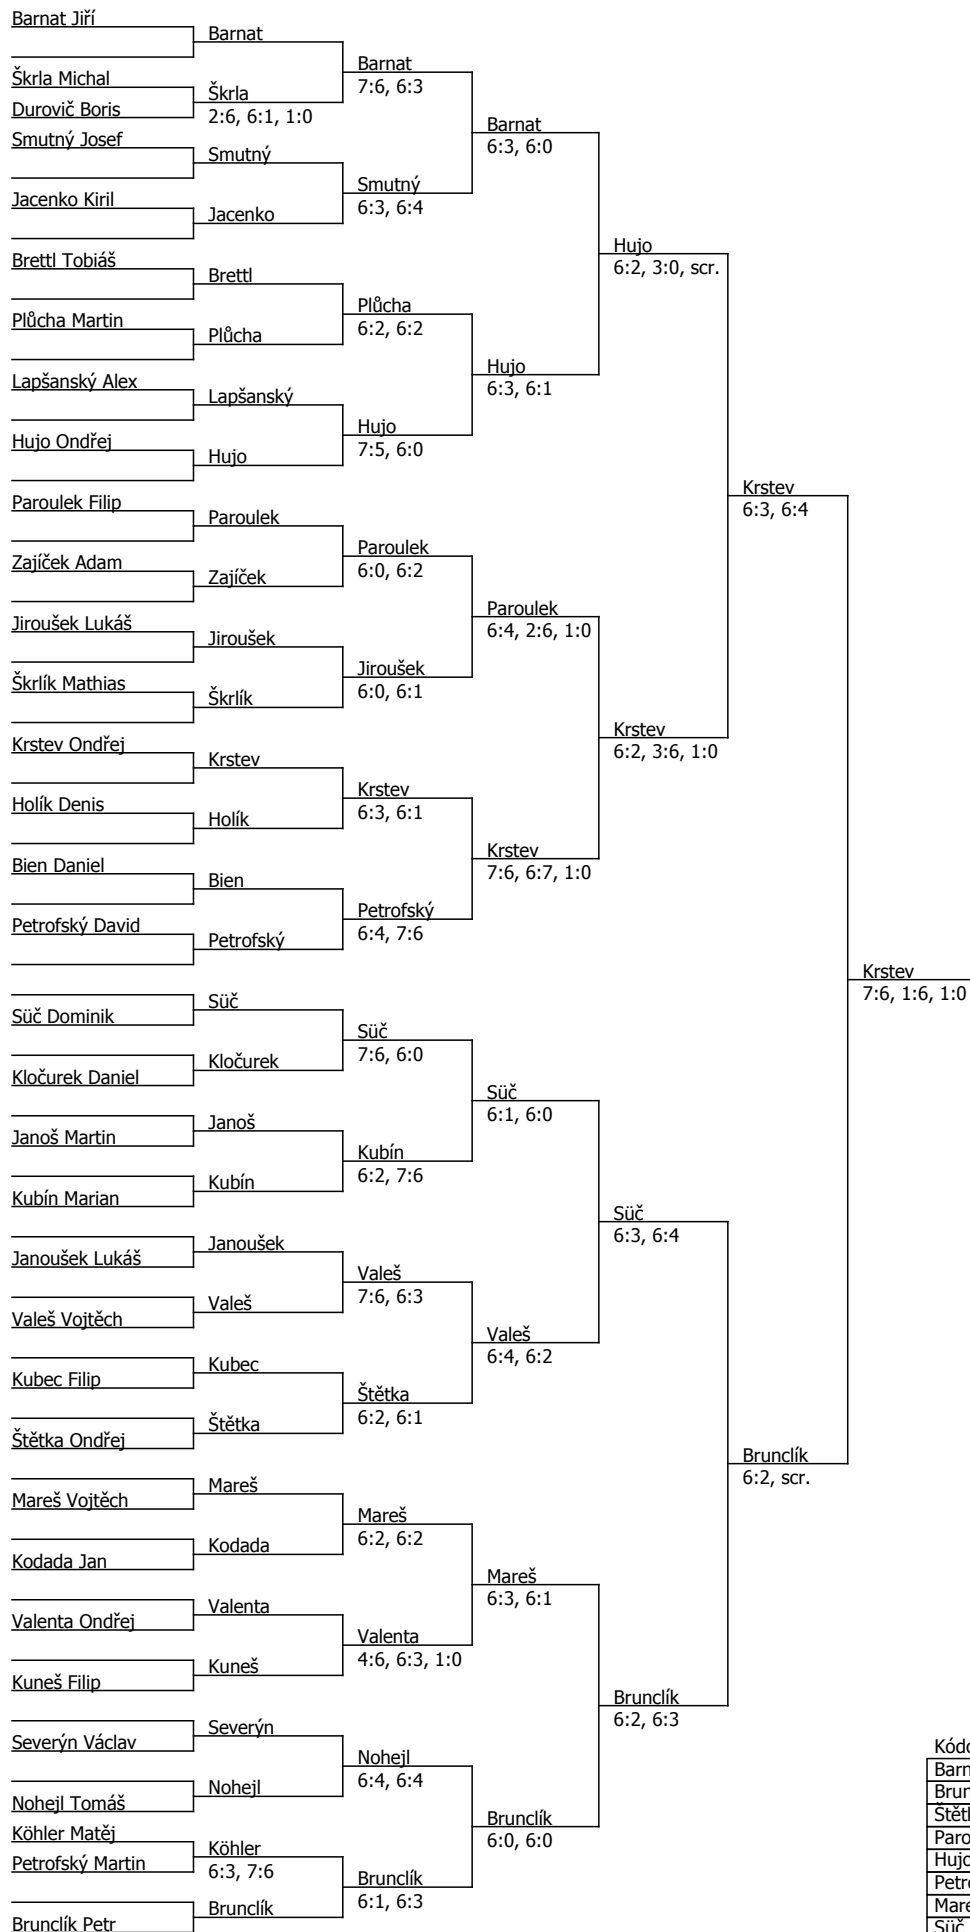 Barnat Jiří
Škrla Michal
Durovič Boris
Smutný Josef
Jacenko Kiril
Brettl Tobiáš
Plůcha Martin
Lapšanský Alex
Hujo Ondřej
Paroulek Filip
Zajíček Adam
Jiroušek Lukáš
Škrlík Mathias
Krstev Ondřej
Holík Denis
Bien Daniel
Petrofský David
Süč Dominik
Kločurek Daniel
Janoš Martin
Kubín Marian
Janoušek Lukáš
Valeš Vojtěch
Kubec Filip
Štětka Ondřej
Mareš Vojtěch
Kodada Jan
Valenta Ondřej
Kuneš Filip
Severýn Václav
Nohejl Tomáš
Köhler Matěj
Petrofský Martin
Brunclík Petr
Barnat
Škrla
2:6, 6:1, 1:0
Smutný
Jacenko
Brettl
Plůcha
Lapšanský
Hujo
Paroulek
Zajíček
Jiroušek
Škrlík
Krstev
Holík
Bien
Petrofský
Süč
Kločurek
Janoš
Kubín
Janoušek
Valeš
Kubec
Štětka
Mareš
Kodada
Valenta
Kuneš
Severýn
Nohejl
Köhler
6:3, 7:6
Brunclík
Barnat
7:6, 6:3
Smutný
6:3, 6:4
Plůcha
6:2, 6:2
Hujo
7:5, 6:0
Paroulek
6:0, 6:2
Jiroušek
6:0, 6:1
Krstev
6:3, 6:1
Petrofský
6:4, 7:6
Süč
7:6, 6:0
Kubín
6:2, 7:6
Valeš
7:6, 6:3
Štětka
6:2, 6:1
Mareš
6:2, 6:2
Valenta
4:6, 6:3, 1:0
Nohejl
6:4, 6:4
Brunclík
6:1, 6:3
Barnat
6:3, 6:0
Hujo
6:3, 6:1
Paroulek
6:4, 2:6, 1:0
Krstev
7:6, 6:7, 1:0
Süč
6:1, 6:0
Valeš
6:4, 6:2
Mareš
6:3, 6:1
Brunclík
6:0, 6:0
Hujo
6:2, 3:0, scr.
Krstev
6:2, 3:6, 1:0
Süč
6:3, 6:4
Brunclík
6:2, 6:3
Krstev
6:3, 6:4
Brunclík
6:2, scr.
Krstev
7:6, 1:6, 1:0
Hujo
Süč